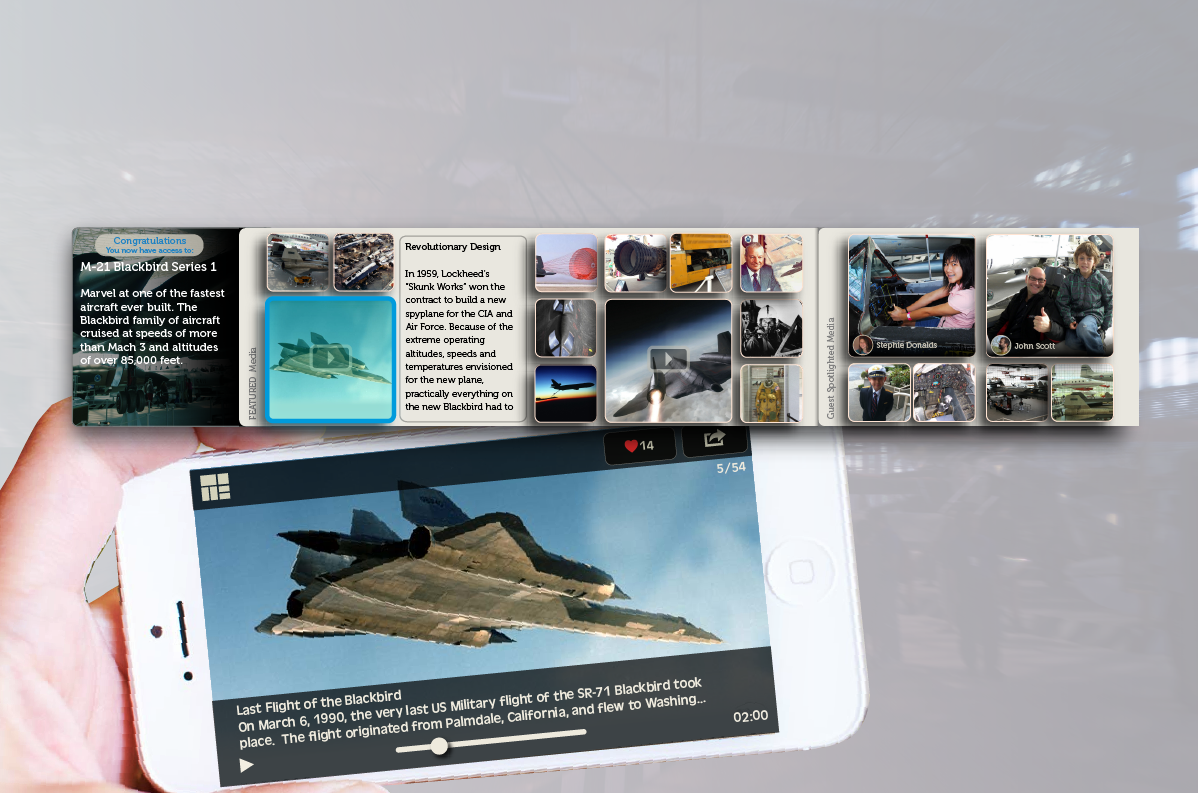 Congratulations
You now have access to:
M-21 Blackbird Series 1
Marvel at one of the fastest
aircraft ever built. The
Blackbird family of aircraft
cruised at speeds of more
than Mach 3 and altitudes
of over 85,000 feet.
FEATURED Media
Revolutionary Design
In 1959, Lockheed's
"Skunk Works" won the
contract to build a new
spyplane for the CIA and
Air Force. Because of the
extreme operating
altitudes, speeds and
temperatures envisioned
for the new plane,
practically everything on
the new Blackbird had to
Guest Spotlighted Media
Stephie Donalds
John Scott
14
5/54
Last Flight of the Blackbird
On March 6, 1990, the very last US Military flight of the SR-71 Blackbird took
place. The flight originated from Palmdale, California, and flew to Washing...
02:00